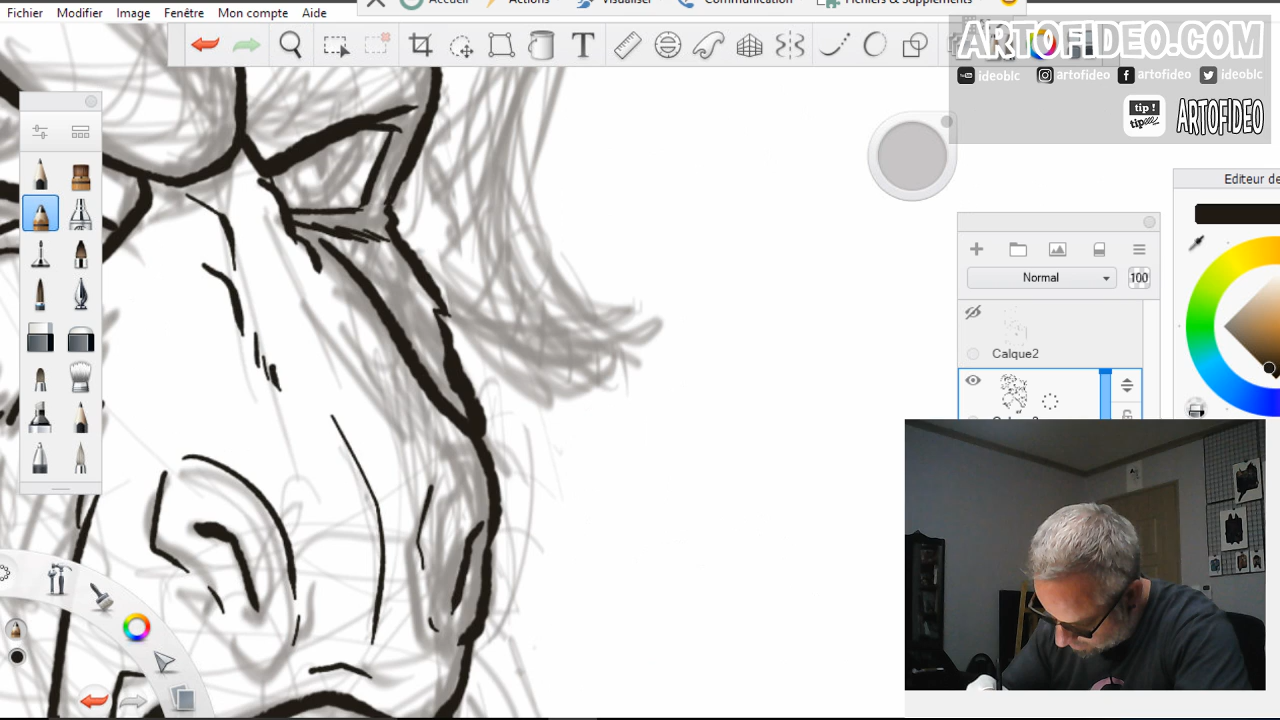 Accueil Actions Visualiser Communication Fichiers & Suppléments
Fichier Modifier Image Fenêtre Mon compte Aide
ARTOFIDEO.COM
ideoblc artofideo artofideo ideoblc
tip !
tip
ARTOFIDEO
T
Editeur de
Normal 100
Calque2